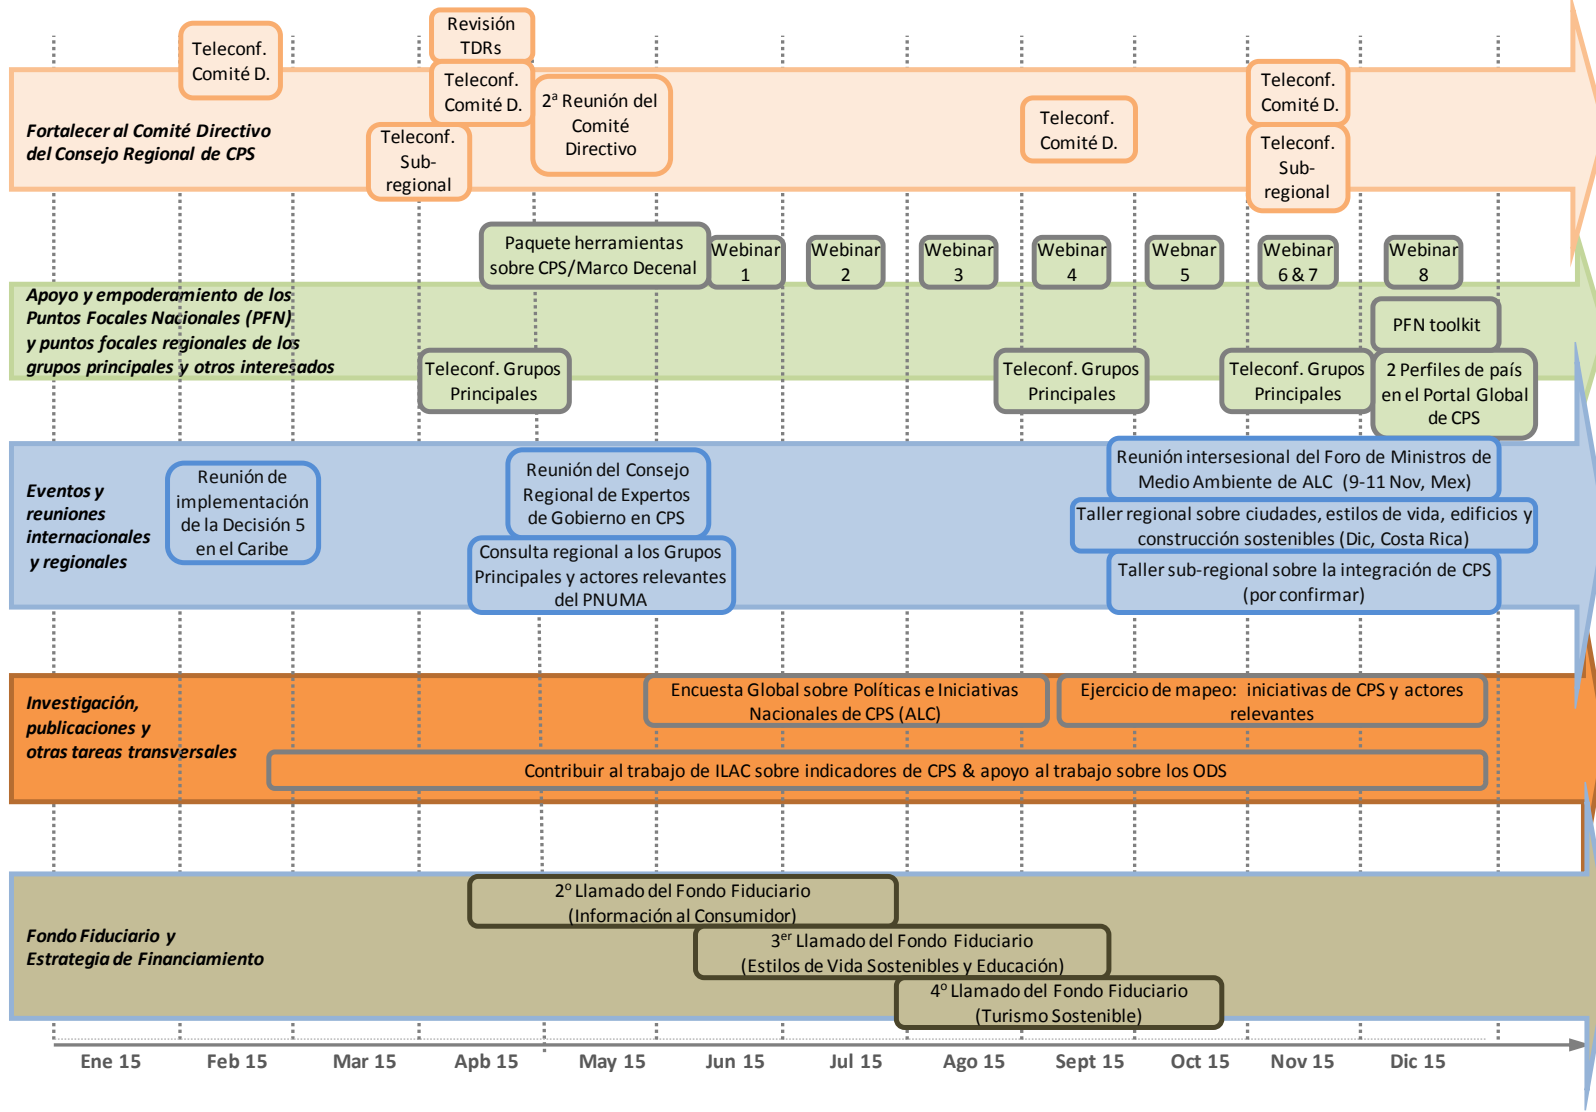 Revisión
TDRs
Teleconf.
Comité D.
Teleconf.
Comité D.
2ª Reunión del
Comité
Directivo
Teleconf.
Comité D.
Teleconf.
Comité D.
Fortalecer al Comité Directivo
del Consejo Regional de CPS
Teleconf.
Sub-
regional
Teleconf.
Sub-
regional
Paquete herramientas
sobre CPS/Marco Decenal
Webinar
1
Webinar
2
Webinar
3
Webinar
4
Webnar
5
Webinar
6 & 7
Webinar
8
Apoyo y empoderamiento de los
Puntos Focales Nacionales (PFN)
y puntos focales regionales de los
grupos principales y otros interesados
PFN toolkit
Teleconf. Grupos
Principales
Teleconf. Grupos
Principales
Teleconf. Grupos
Principales
2 Perfiles de país
en el Portal Global
de CPS
Eventos y
reuniones
internacionales
y regionales
Reunión de
implementación
de la Decisión 5
en el Caribe
Reunión del Consejo
Regional de Expertos
de Gobierno en CPS
Consulta regional a los Grupos
Principales y actores relevantes
del PNUMA
Reunión intersesional del Foro de Ministros de
Medio Ambiente de ALC (9-11 Nov, Mex)
Taller regional sobre ciudades, estilos de vida, edificios y
construcción sostenibles (Dic, Costa Rica)
Taller sub-regional sobre la integración de CPS
(por confirmar)
Investigación,
publicaciones y
otras tareas transversales
Encuesta Global sobre Políticas e Iniciativas
Nacionales de CPS (ALC)
Ejercicio de mapeo: iniciativas de CPS y actores
relevantes
Contribuir al trabajo de ILAC sobre indicadores de CPS & apoyo al trabajo sobre los ODS
Fondo Fiduciario y
Estrategia de Financiamiento
2º Llamado del Fondo Fiduciario
(Información al Consumidor)
3er Llamado del Fondo Fiduciario
(Estilos de Vida Sostenibles y Educación)
4º Llamado del Fondo Fiduciario
(Turismo Sostenible)
Ene 15 Feb 15 Mar 15 Apb 15 May 15 Jun 15 Jul 15 Ago 15 Sept 15 Oct 15 Nov 15 Dic 15